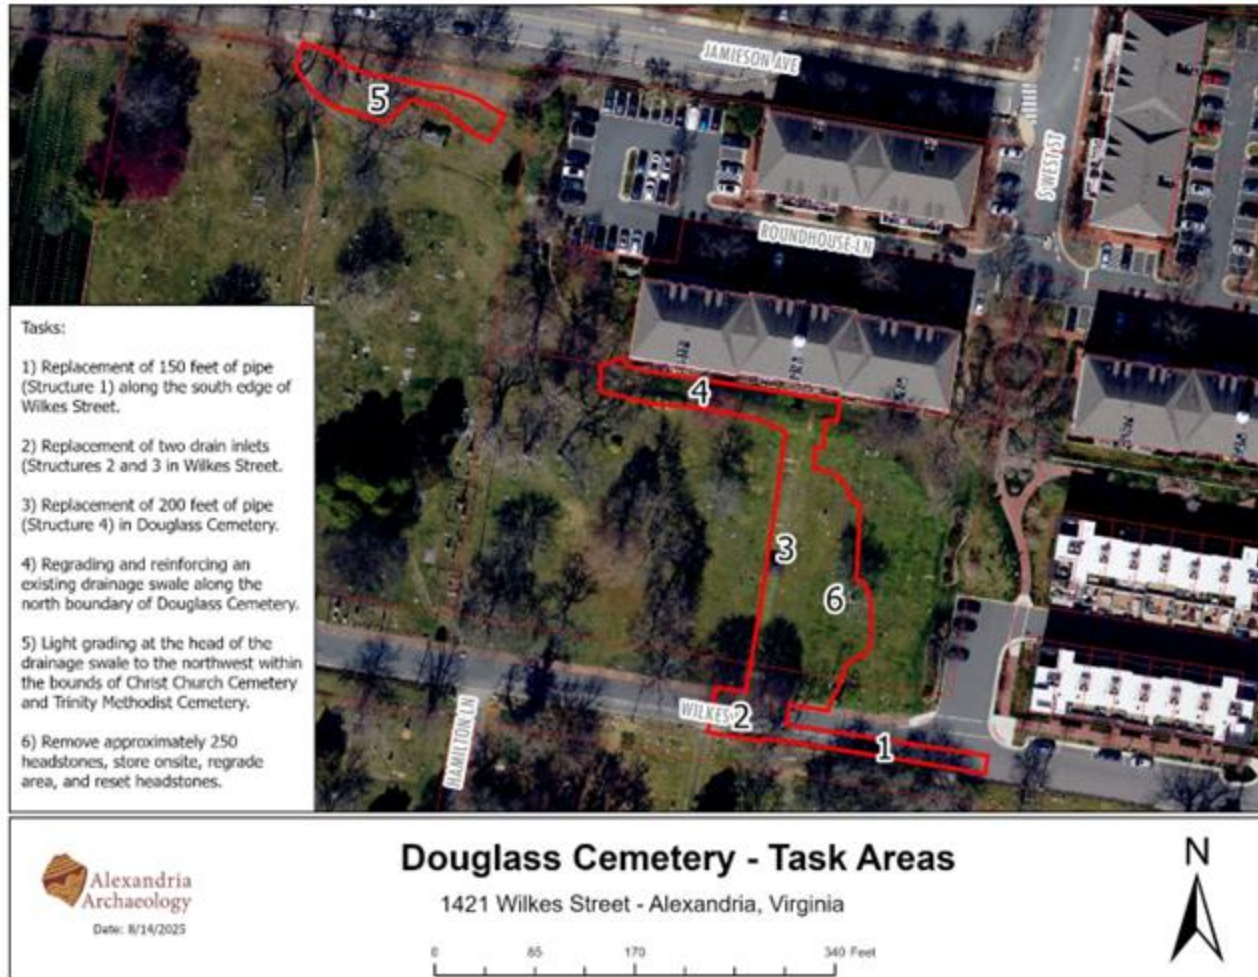 JAMIESON AVE
5
S WEST ST
ROUNDHOUSE LN
4
3
6
WILKES
2
1
HAMILTON LN
Tasks:
1) Replacement of 150 feet of pipe
(Structure 1) along the south edge of
Wilkes Street.
2) Replacement of two drain inlets
(Structures 2 and 3 in Wilkes Street.
3) Replacement of 200 feet of pipe
(Structure 4) in Douglass Cemetery.
4) Regrading and reinforcing an
existing drainage swale along the
north boundary of Douglass Cemetery.
5) Light grading at the head of the
drainage swale to the northwest within
the bounds of Christ Church Cemetery
and Trinity Methodist Cemetery.
6) Remove approximately 250
headstones, store onsite, regrade
area, and reset headstones.
Alexandria
Archaeology
Date: 8/14/2025
Douglass Cemetery - Task Areas
1421 Wilkes Street - Alexandria, Virginia
0 85 170 340 Feet
N